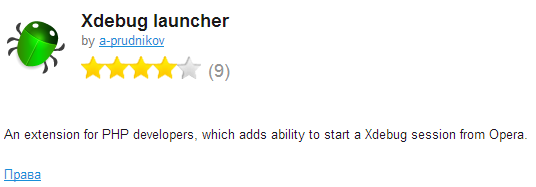 Xdebug launcher
by a-prudnikov
(9)
An extension for PHP developers, which adds ability to start a Xdebug session from Opera.
Права